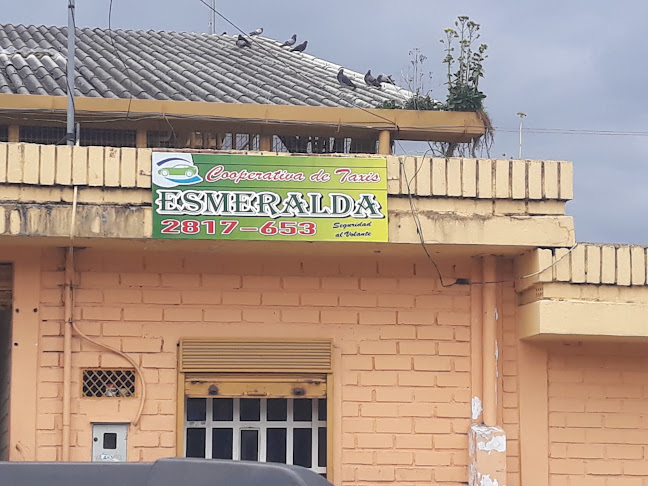 Cooperativa de Taxis
ESMERALDA
2817-653
Seguridad
al Volante